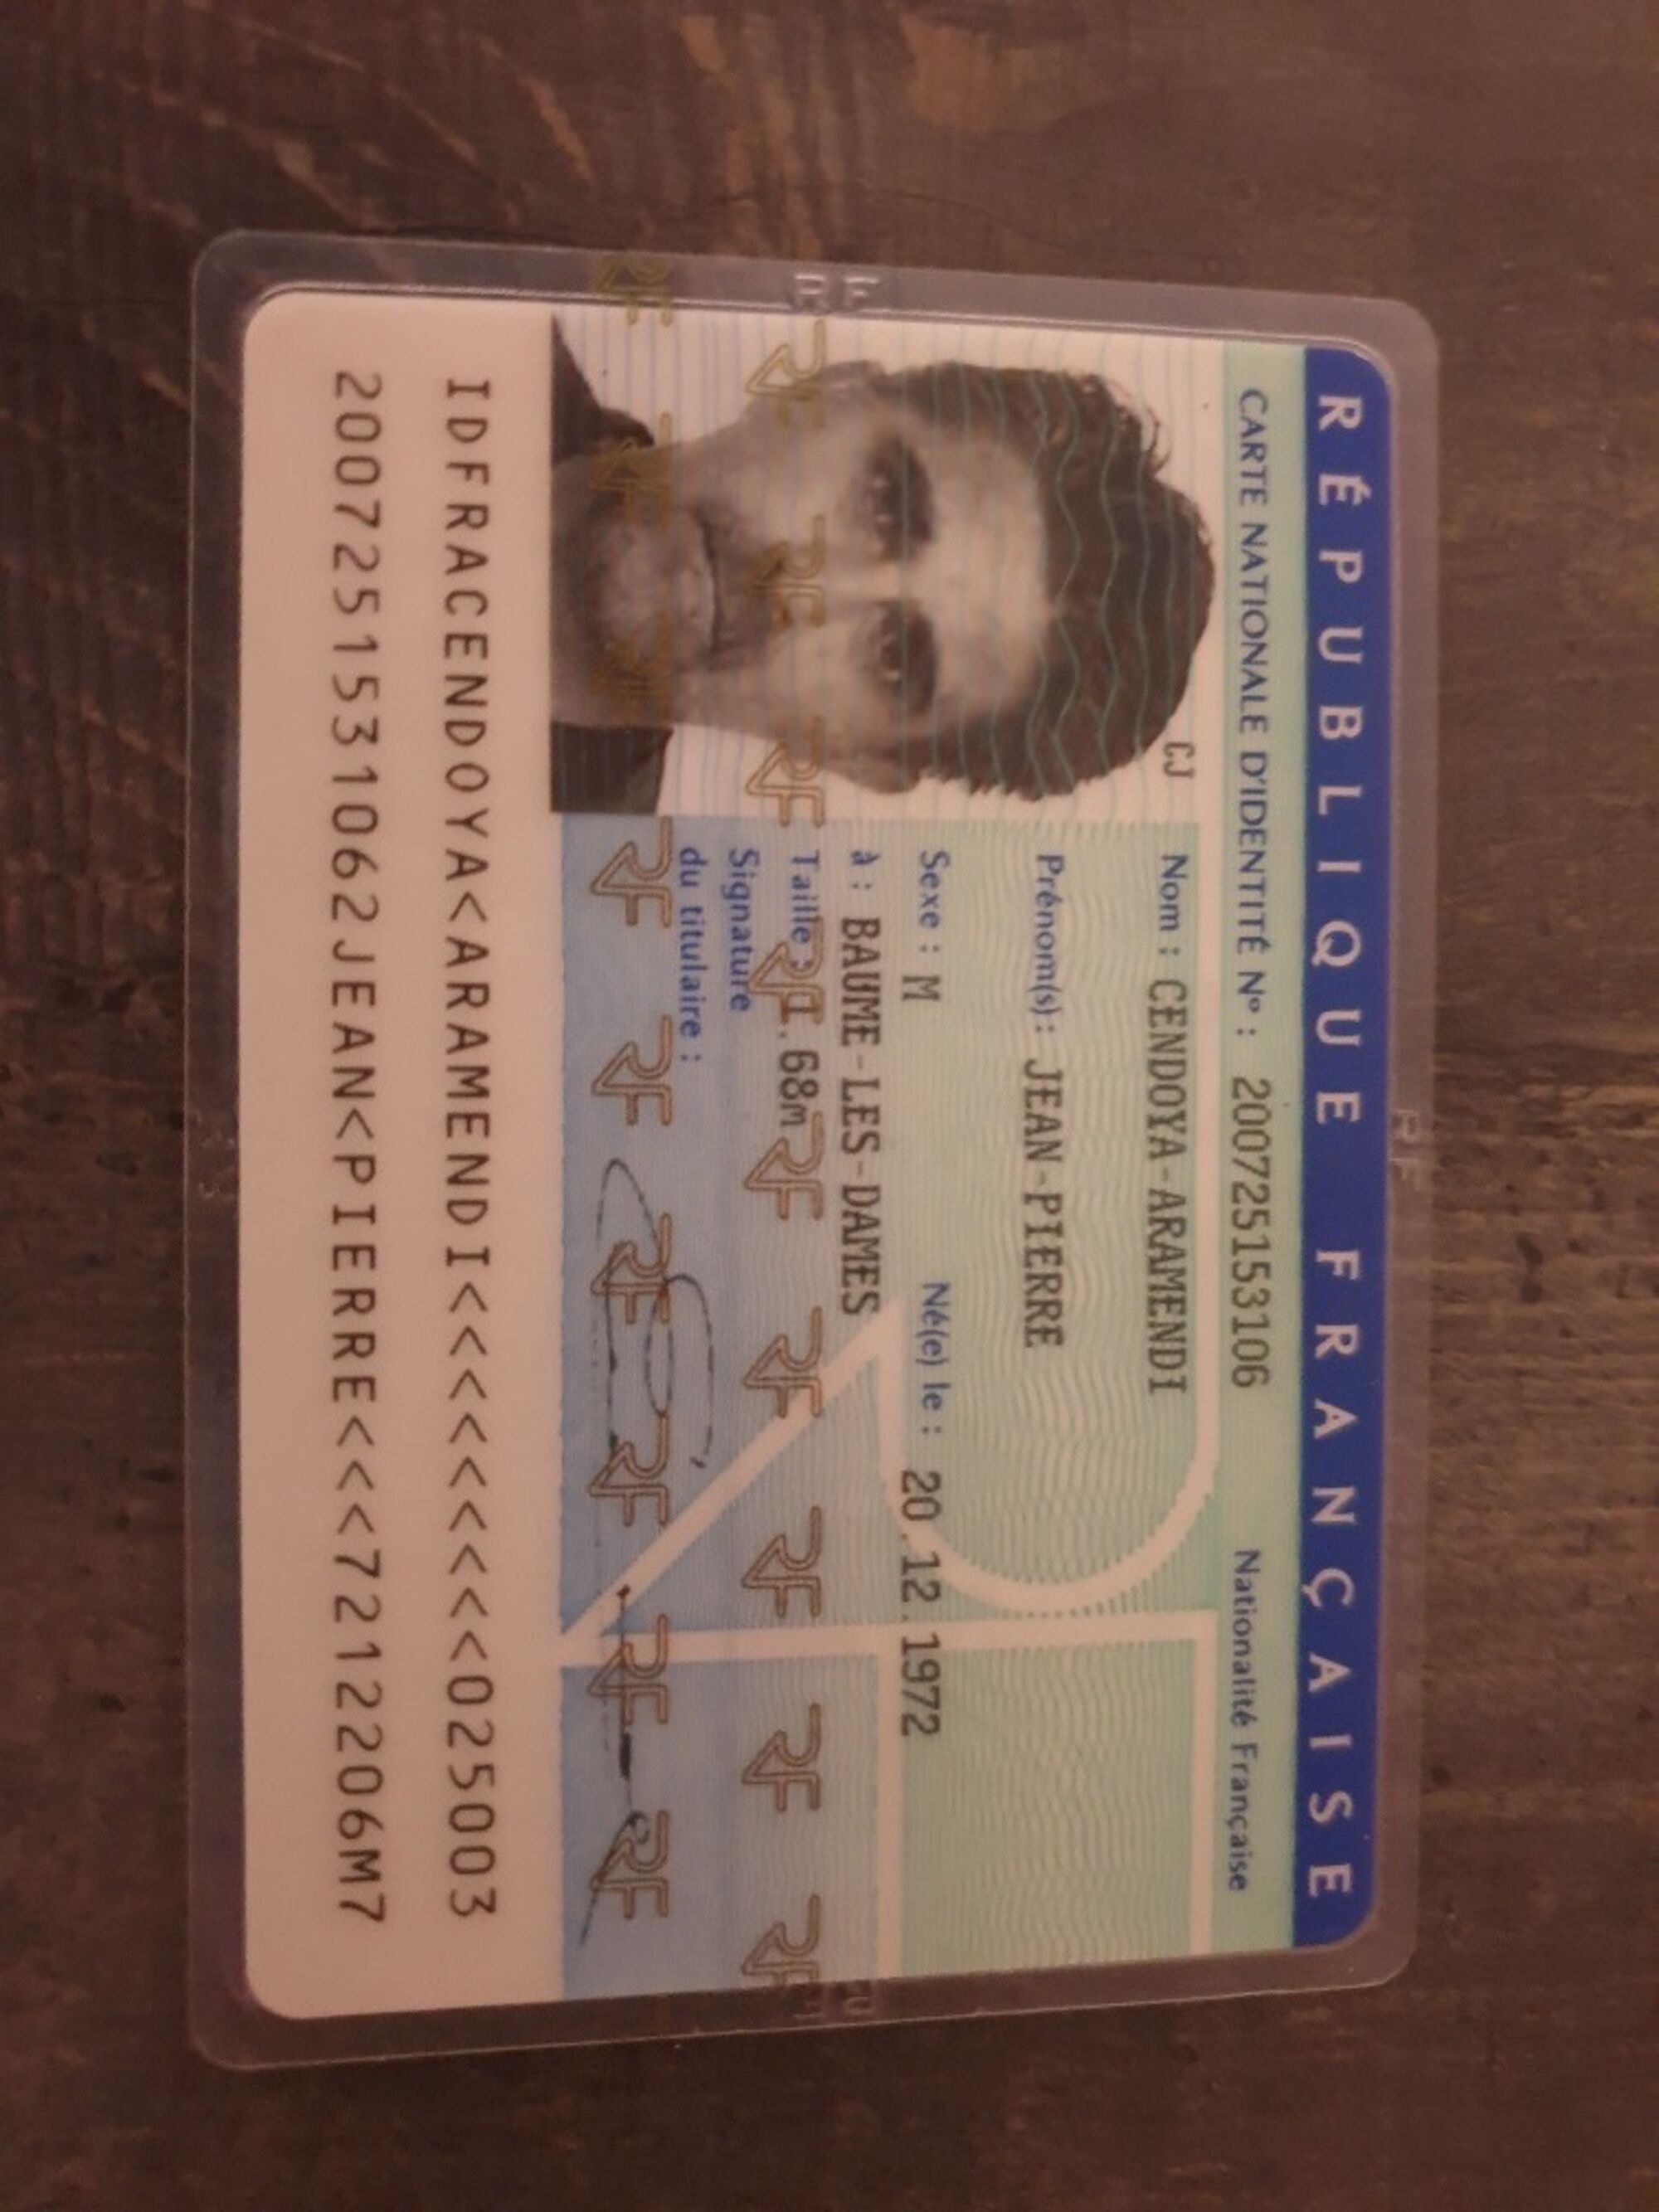 RÉPUBLIQUE FRANÇAISE
CARTE NATIONALE D'IDENTITÉ N° : 200725153106 Nationalité Française
CJ
Nom : CENDOYA-ARAMENDI
Prénom(s) : JEAN-PIERRE
Sexe : M Né(e) le : 20.12.1972
à : BAUME-LES-DAMES
Taille : 1.68m
Signature
du titulaire :
IDFRACENDOYA<ARAMENDI<<<<<<<<<025003
2007251531062JEAN<PIERRE<<<7212206M7